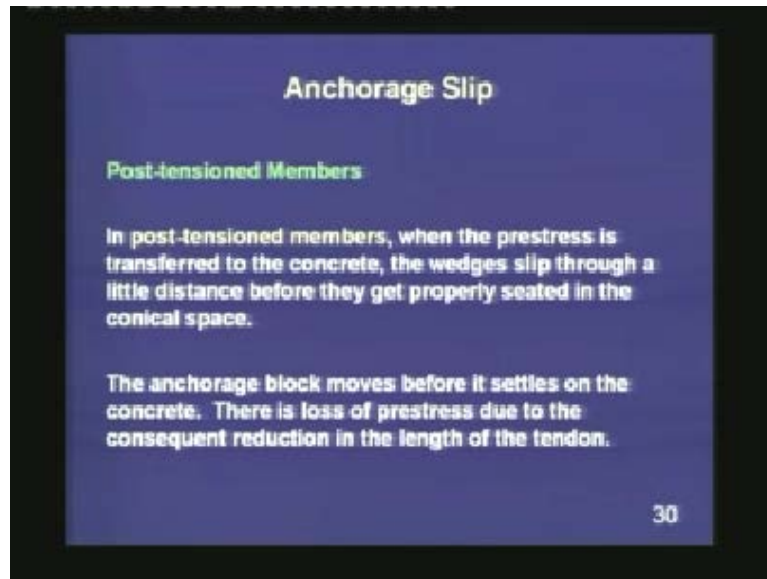 Anchorage Slip
Post-tensioned Members
In post-tensioned members, when the prestress is
transferred to the concrete, the wedges slip through a
little distance before they get properly seated in the
conical space.
The anchorage block moves before it settles on the
concrete. There is loss of prestress due to the
consequent reduction in the length of the tendon.
30